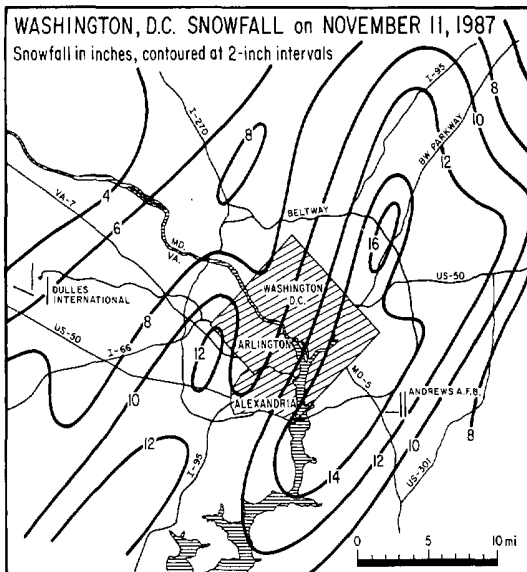 WASHINGTON, D.C. SNOWFALL on NOVEMBER 11, 1987
Snowfall in inches, contoured at 2-inch intervals
I-95
8
10
I-270
8
BW PARKWAY
12
4
VA-7
6
BELTWAY
16
MD.
VA.
US-50
WASHINGTON
D.C.
DULLES
INTERNATIONAL
8
US-50
I-66
12
ARLINGTON
MD-5
10
ALEXANDRIA
ANDREWS A.F.B.
8
12
10
I-95
12
14
US-301
0 5 10 mi